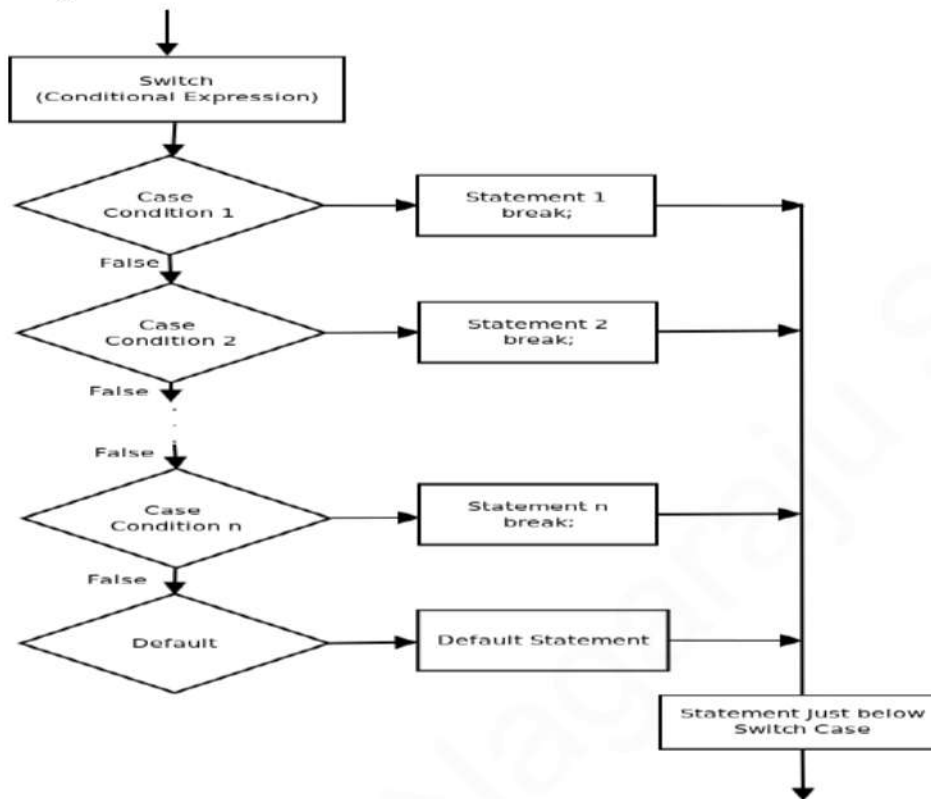 Switch
(Conditional Expression)
Case
Condition 1
Statement 1
break;
False
Case
Condition 2
Statement 2
break;
False
False
Case
Condition n
Statement n
break;
False
Default
Default Statement
Statement Just below
Switch Case
Nagaraju S